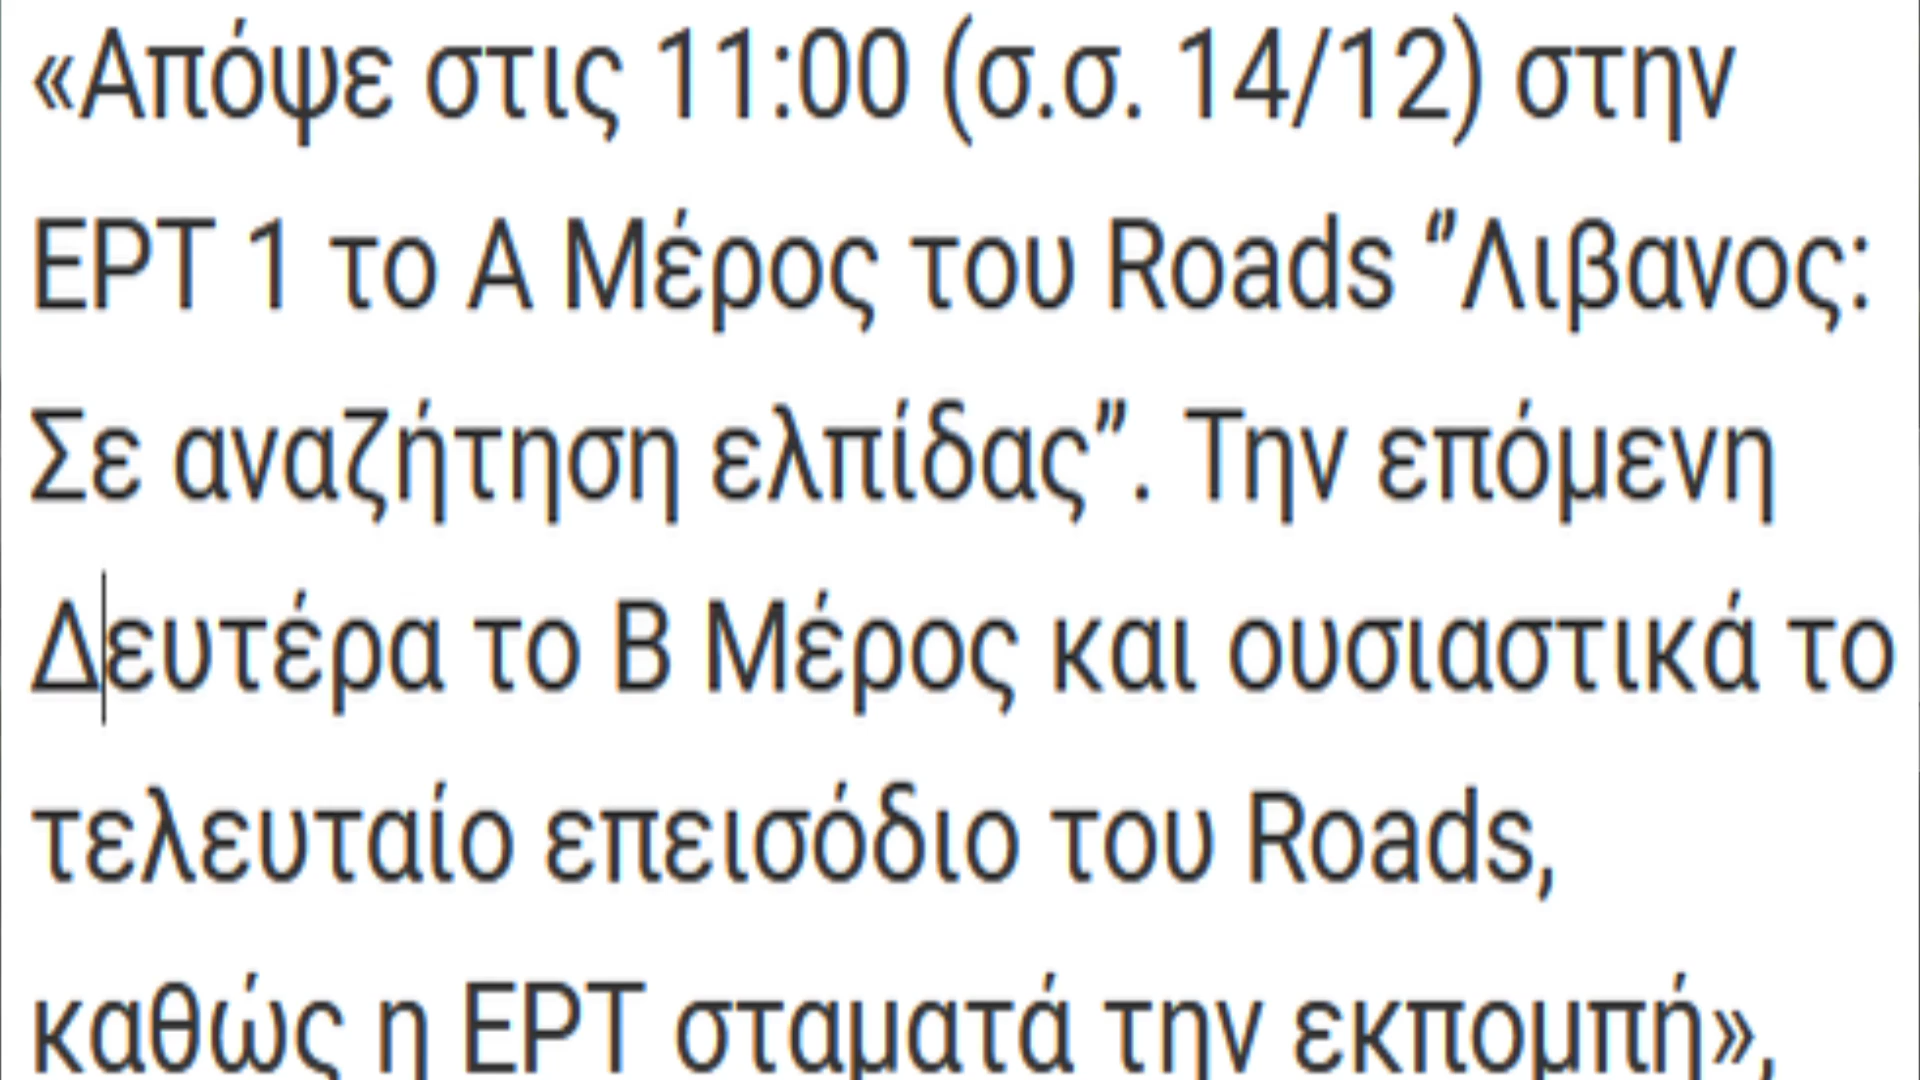 «Απόψε στις 11:00 (σ.σ. 14/12) στην
ΕΡΤ 1 το Α Μέρος του Roads “Λιβανος:
Σε αναζήτηση ελπίδας”. Την επόμενη
Δευτέρα το Β Μέρος και ουσιαστικά το
τελευταίο επεισόδιο του Roads,
καθώς η ΕΡΤ σταματά την εκπομπή»,